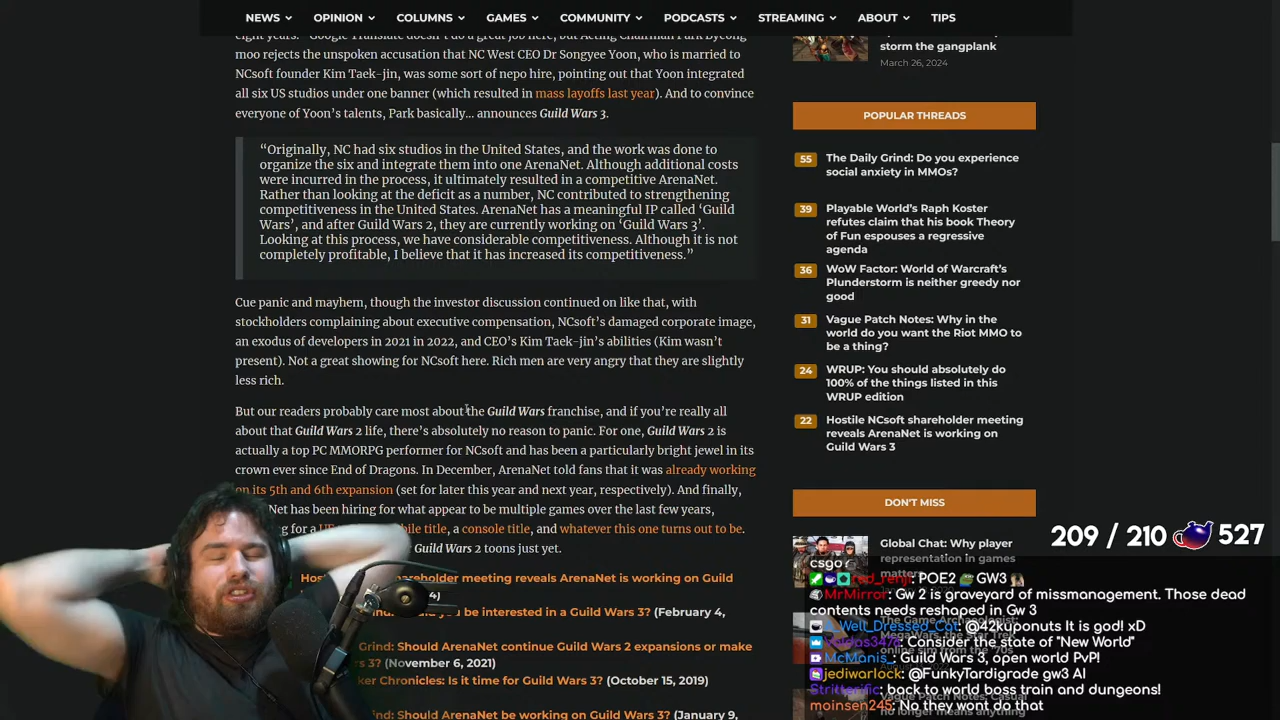 NEWS OPINION COLUMNS GAMES COMMUNITY PODCASTS STREAMING ABOUT TIPS
moo rejects the unspoken accusation that NC West CEO Dr Songyee Yoon, who is married to
NCsoft founder Kim Taek-jin, was some sort of nepo hire, pointing out that Yoon integrated
all six US studios under one banner (which resulted in mass layoffs last year). And to convince
everyone of Yoon's talents, Park basically… announces Guild Wars 3.
“Originally, NC had six studios in the United States, and the work was done to
organize the six and integrate them into one ArenaNet. Although additional costs
were incurred in the process, it ultimately resulted in a competitive ArenaNet.
Rather than looking at the deficit as a number, NC contributed to strengthening
competitiveness in the United States. ArenaNet has a meaningful IP called ‘Guild
Wars’, and after Guild Wars 2, they are currently working on ‘Guild Wars 3’.
Looking at this process, we have considerable competitiveness. Although it is not
completely profitable, I believe that it has increased its competitiveness.”
Cue panic and mayhem, though the investor discussion continued on like that, with
stockholders complaining about executive compensation, NCsoft's damaged corporate image,
an exodus of developers in 2021 in 2022, and CEO's Kim Taek-jin's abilities (Kim wasn't
present). Not a great showing for NCsoft here. Rich men are very angry that they are slightly
less rich.
But our readers probably care most about the Guild Wars franchise, and if you're really all
about that Guild Wars 2 life, there's absolutely no reason to panic. For one, Guild Wars 2 is
actually a top PC MMORPG performer for NCsoft and has been a particularly bright jewel in its
crown ever since End of Dragons. In December, ArenaNet told fans that it was already working
on its 5th and 6th expansion (set for later this year and next year, respectively). And finally,
Net has been hiring for what appear to be multiple games over the last few years,
for a mobile title, a console title, and whatever this one turns out to be.
Guild Wars 2 toons just yet.
shareholder meeting reveals ArenaNet is working on Guild
be interested in a Guild Wars 3? (February 4,
Grind: Should ArenaNet continue Guild Wars 2 expansions or make
3? (November 6, 2021)
Chronicles: Is it time for Guild Wars 3? (October 15, 2019)
Should ArenaNet be working on Guild Wars 3? (January 9,
storm the gangplank
March 26, 2024
POPULAR THREADS
55 The Daily Grind: Do you experience
social anxiety in MMOs?
39 Playable World's Raph Koster
refutes claim that his book Theory
of Fun espouses a regressive
agenda
36 WoW Factor: World of Warcraft's
Plunderstorm is neither greedy nor
good
31 Vague Patch Notes: Why in the
world do you want the Riot MMO to
be a thing?
24 WRUP: You should absolutely do
100% of the things listed in this
WRUP edition
22 Hostile NCsoft shareholder meeting
reveals ArenaNet is working on
Guild Wars 3
DON'T MISS
209 / 210 527
Global Chat: Why player
representation in games
csgo
red_renji: POE2 GW3
MrMirror: Gw 2 is graveyard of missmanagement. Those dead
contents needs reshaped in Gw 3
A_Welt_Dressed_Cat: @42kuponuts It is god! xD
Consider the state of "New World"
McManis_: Guild Wars 3, open world PvP!
jediwarlock: @FunkyTardigrade gw3 AI
Stritterific: back to world boss train and dungeons!
moinsen245: No they wont do that